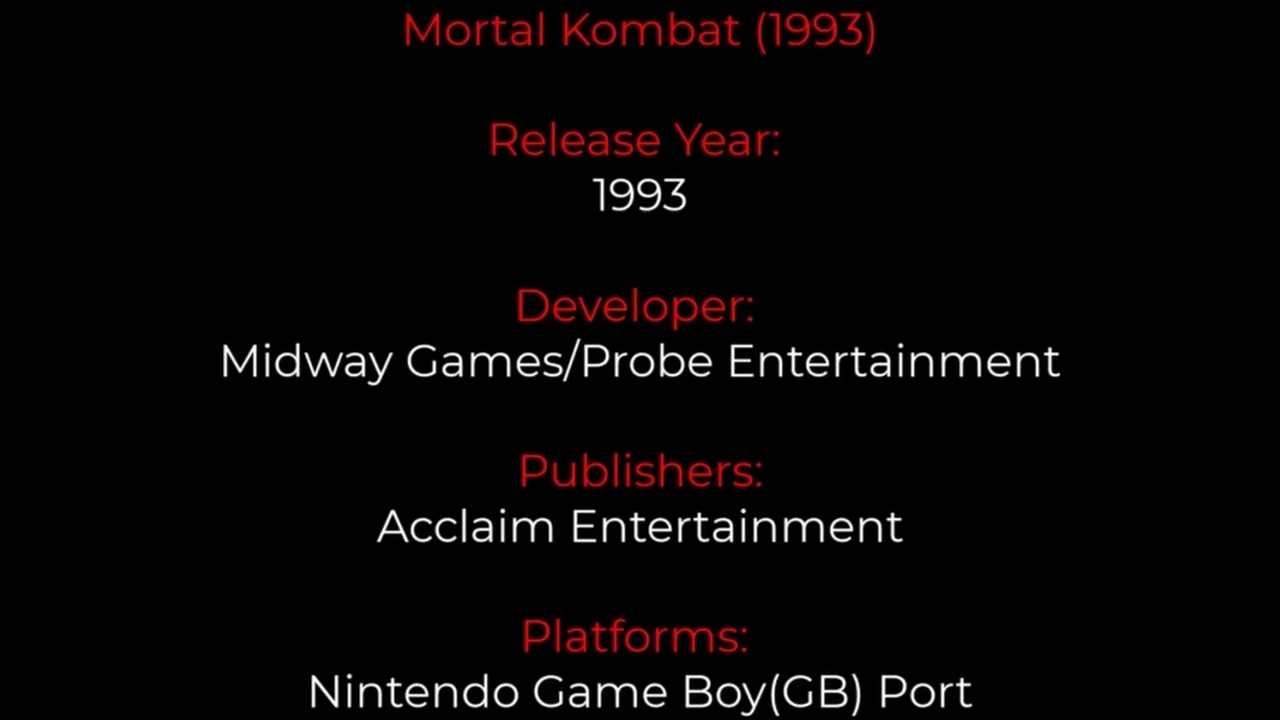 Mortal Kombat (1993)
Release Year:
1993
Developer:
Midway Games/Probe Entertainment
Publishers:
Acclaim Entertainment
Platforms:
Nintendo Game Boy(GB) Port